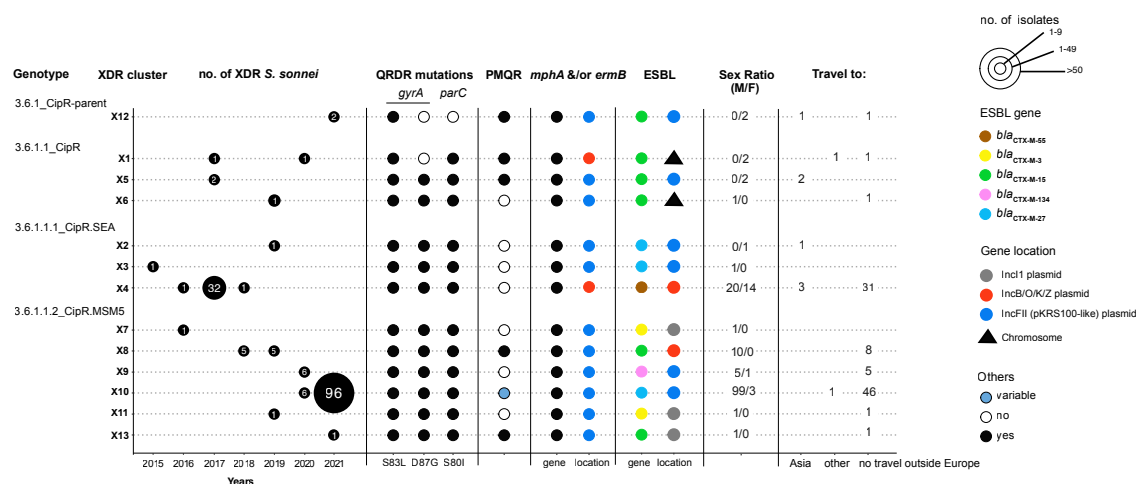 no. of isolates
1-9
1-49
>50
Genotype XDR cluster no. of XDR S. sonnei QRDR mutations PMQR mphA &/or ermB ESBL Sex Ratio (M/F) Travel to:
gyrA parC
3.6.1_CipR-parent
X12 2 0/2 1 1
3.6.1.1_CipR
X1 1 1 0/2 1 1
X5 2 0/2 2
X6 1 1/0 1
3.6.1.1.1_CipR.SEA
X2 1 0/1 1
X3 1 1/0
X4 1 32 1 20/14 3 31
3.6.1.1.2_CipR.MSM5
X7 1 1/0
X8 5 5 10/0 8
X9 6 5/1 5
X10 6 96 99/3 1 46
X11 1 1/0 1
X13 1 1/0 1
2015 2016 2017 2018 2019 2020 2021 S83L D87G S80I gene location gene location Asia other no travel outside Europe
Years
ESBL gene
blaCTX-M-55
blaCTX-M-3
blaCTX-M-15
blaCTX-M-134
blaCTX-M-27
Gene location
IncI1 plasmid
IncB/O/K/Z plasmid
IncFII (pKRS100-like) plasmid
Chromosome
Others
variable
no
yes